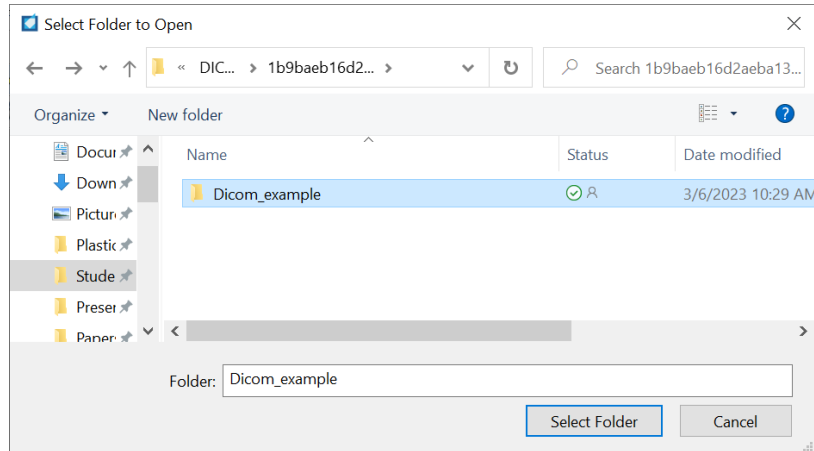 Select Folder to Open
« DIC... > 1b9baeb16d2... >
Search 1b9baeb16d2aeba13...
Organize
New folder
Name
Status
Date modified
Docur
Down
Pictur
Plastic
Stude
Preser
Paper
Dicom_example
3/6/2023 10:29 AM
Folder: Dicom_example
Select Folder
Cancel